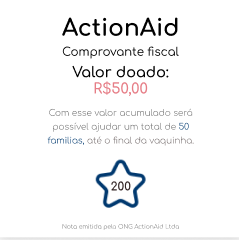 ActionAid
Comprovante fiscal
Valor doado:
R$50,00
Com esse valor acumulado será
possível ajudar um total de 50
famílias, até o final da vaquinha.
200
Nota emitida pela ONG ActionAid Ltda